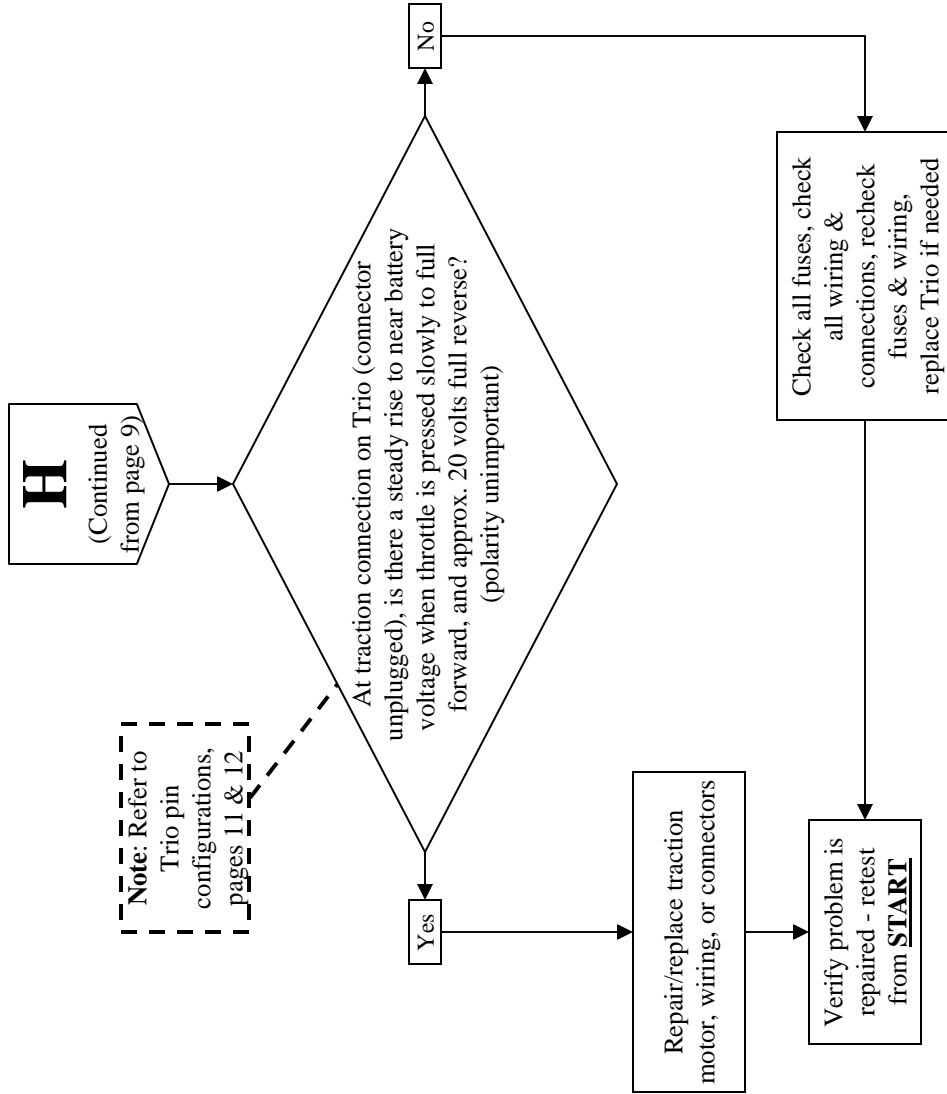 H
(Continued
from page 9)
Note: Refer to
Trio pin
configurations,
pages 11 & 12
At traction connection on Trio (connector
unplugged), is there a steady rise to near battery
voltage when throttle is pressed slowly to full
forward, and approx. 20 volts full reverse?
(polarity unimportant)
Yes
No
Repair/replace traction
motor, wiring, or connectors
Check all fuses, check
all wiring &
connections, recheck
fuses & wiring,
replace Trio if needed
Verify problem is
repaired - retest
from START